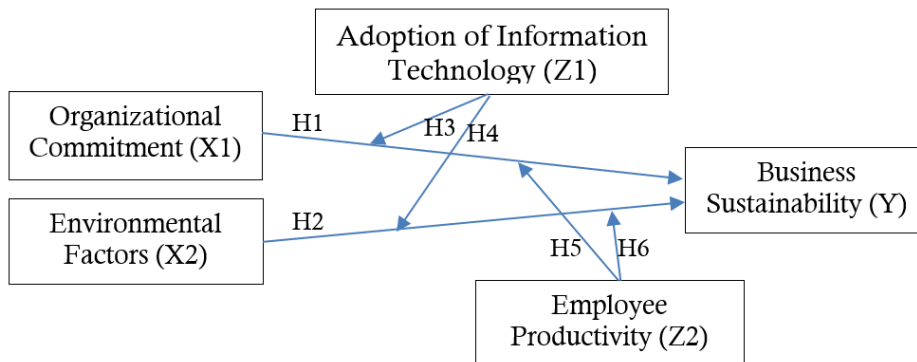 Adoption of Information
Technology (Z1)
Organizational
Commitment (X1)
H1
H3
H4
Business
Sustainability (Y)
Environmental
Factors (X2)
H2
H5
H6
Employee
Productivity (Z2)